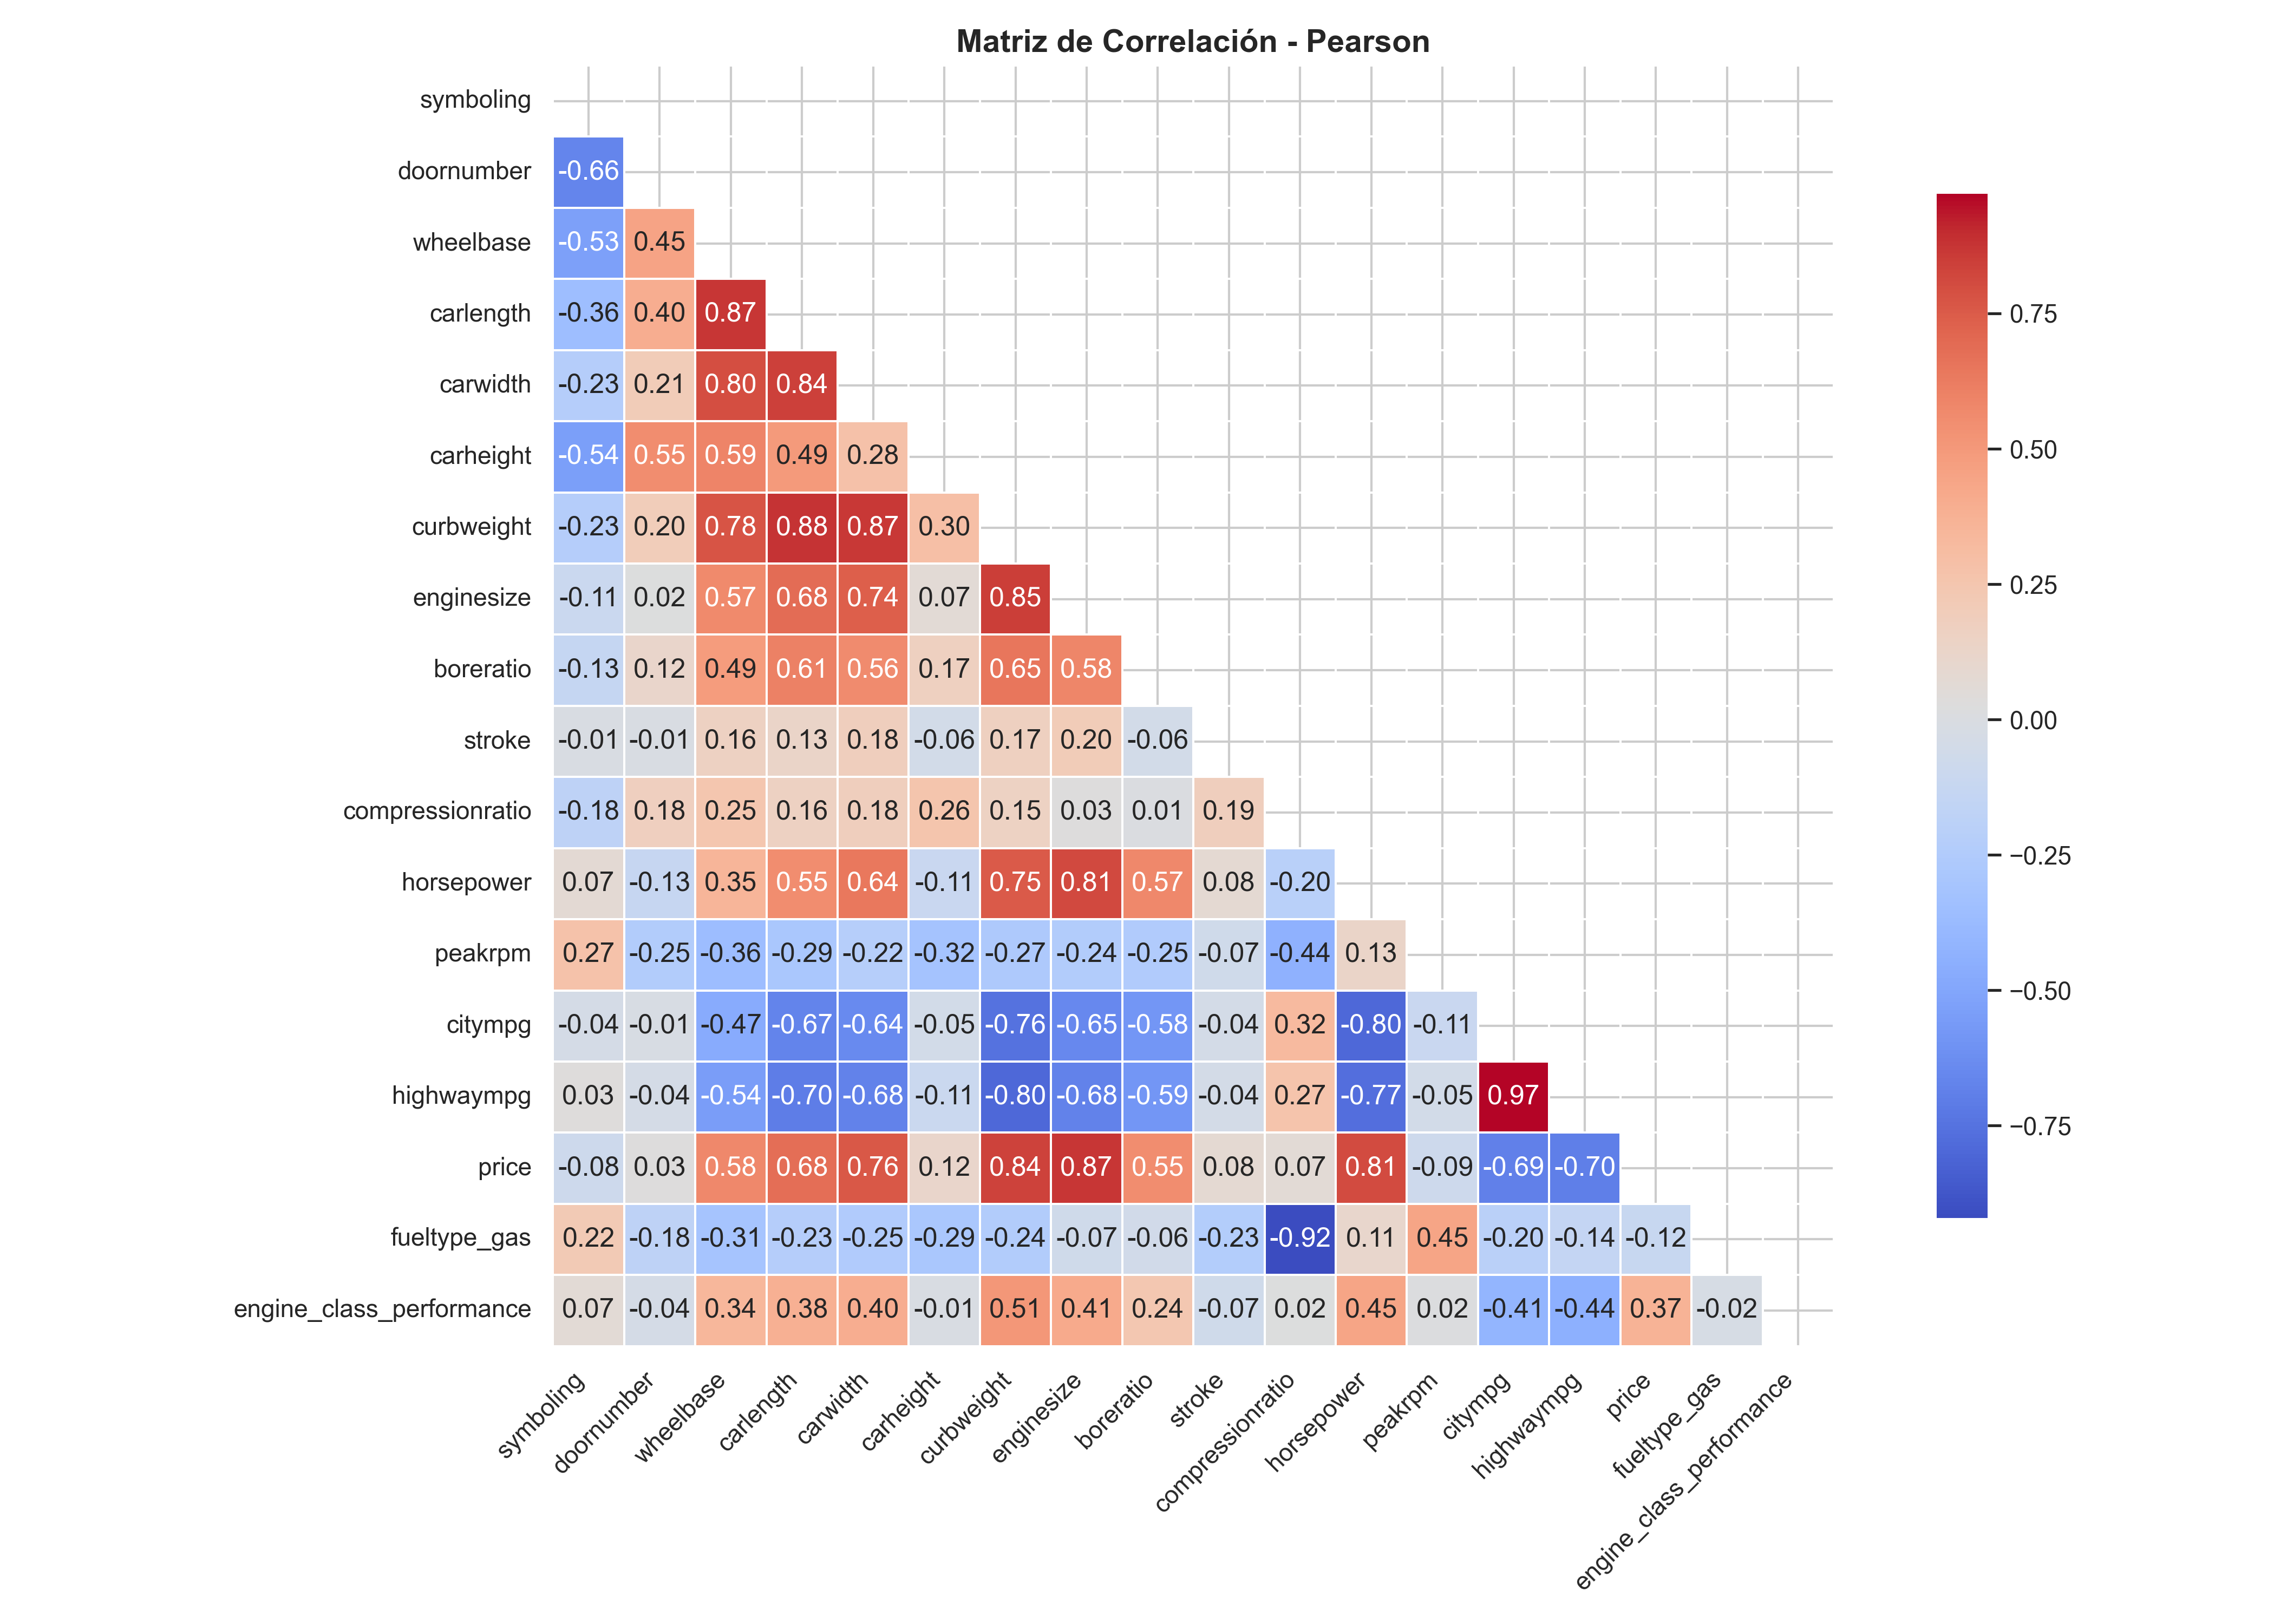 Matriz de Correlación - Pearson
symboling
doornumber -0.66
wheelbase -0.53 0.45
carlength -0.36 0.40 0.87
0.75
carwidth -0.23 0.21 0.80 0.84
carheight -0.54 0.55 0.59 0.49 0.28
0.50
curbweight -0.23 0.20 0.78 0.88 0.87 0.30
enginesize -0.11 0.02 0.57 0.68 0.74 0.07 0.85
0.25
boreratio -0.13 0.12 0.49 0.61 0.56 0.17 0.65 0.58
stroke -0.01 -0.01 0.16 0.13 0.18 -0.06 0.17 0.20 -0.06
0.00
compressionratio -0.18 0.18 0.25 0.16 0.18 0.26 0.15 0.03 0.01 0.19
horsepower 0.07 -0.13 0.35 0.55 0.64 -0.11 0.75 0.81 0.57 0.08 -0.20
−0.25
peakrpm 0.27 -0.25 -0.36 -0.29 -0.22 -0.32 -0.27 -0.24 -0.25 -0.07 -0.44 0.13
−0.50
citympg -0.04 -0.01 -0.47 -0.67 -0.64 -0.05 -0.76 -0.65 -0.58 -0.04 0.32 -0.80 -0.11
highwaympg 0.03 -0.04 -0.54 -0.70 -0.68 -0.11 -0.80 -0.68 -0.59 -0.04 0.27 -0.77 -0.05 0.97
−0.75
price -0.08 0.03 0.58 0.68 0.76 0.12 0.84 0.87 0.55 0.08 0.07 0.81 -0.09 -0.69 -0.70
fueltype_gas 0.22 -0.18 -0.31 -0.23 -0.25 -0.29 -0.24 -0.07 -0.06 -0.23 -0.92 0.11 0.45 -0.20 -0.14 -0.12
engine_class_performance 0.07 -0.04 0.34 0.38 0.40 -0.01 0.51 0.41 0.24 -0.07 0.02 0.45 0.02 -0.41 -0.44 0.37 -0.02
symboling
doornumber
wheelbase
carlength
carwidth
carheight
curbweight
enginesize
boreratio
stroke
compressionratio
horsepower
peakrpm
citympg
highwaympg
price
fueltype_gas
engine_class_performance